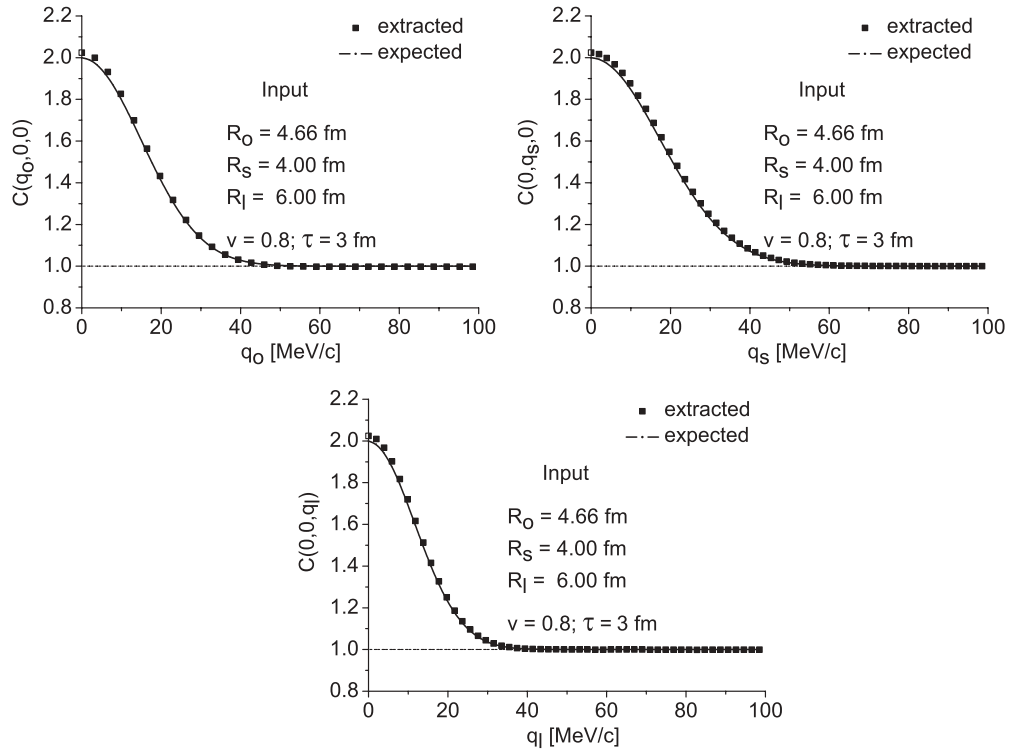 2.2
2.0
1.8
1.6
1.4
1.2
1.0
0.8
C(qo,0,0)
0 20 40 60 80 100
qo [MeV/c]
extracted
expected
Input
Ro = 4.66 fm
Rs = 4.00 fm
Rl = 6.00 fm
v = 0.8; τ = 3 fm
2.2
2.0
1.8
1.6
1.4
1.2
1.0
0.8
C(0,qs,0)
0 20 40 60 80 100
qs [MeV/c]
extracted
expected
Input
Ro = 4.66 fm
Rs = 4.00 fm
Rl = 6.00 fm
v = 0.8; τ = 3 fm
2.2
2.0
1.8
1.6
1.4
1.2
1.0
0.8
C(0,0,ql)
0 20 40 60 80 100
ql [MeV/c]
extracted
expected
Input
Ro = 4.66 fm
Rs = 4.00 fm
Rl = 6.00 fm
v = 0.8; τ = 3 fm